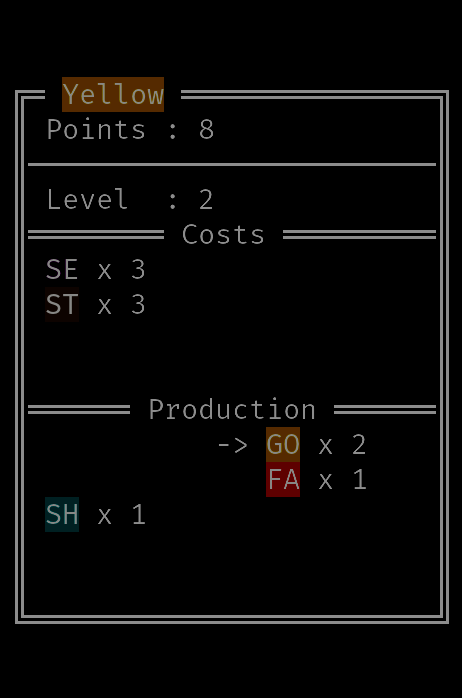 Yellow
Points : 8
Level : 2
Costs
SE x 3
ST x 3
Production
-> GO x 2
FA x 1
SH x 1